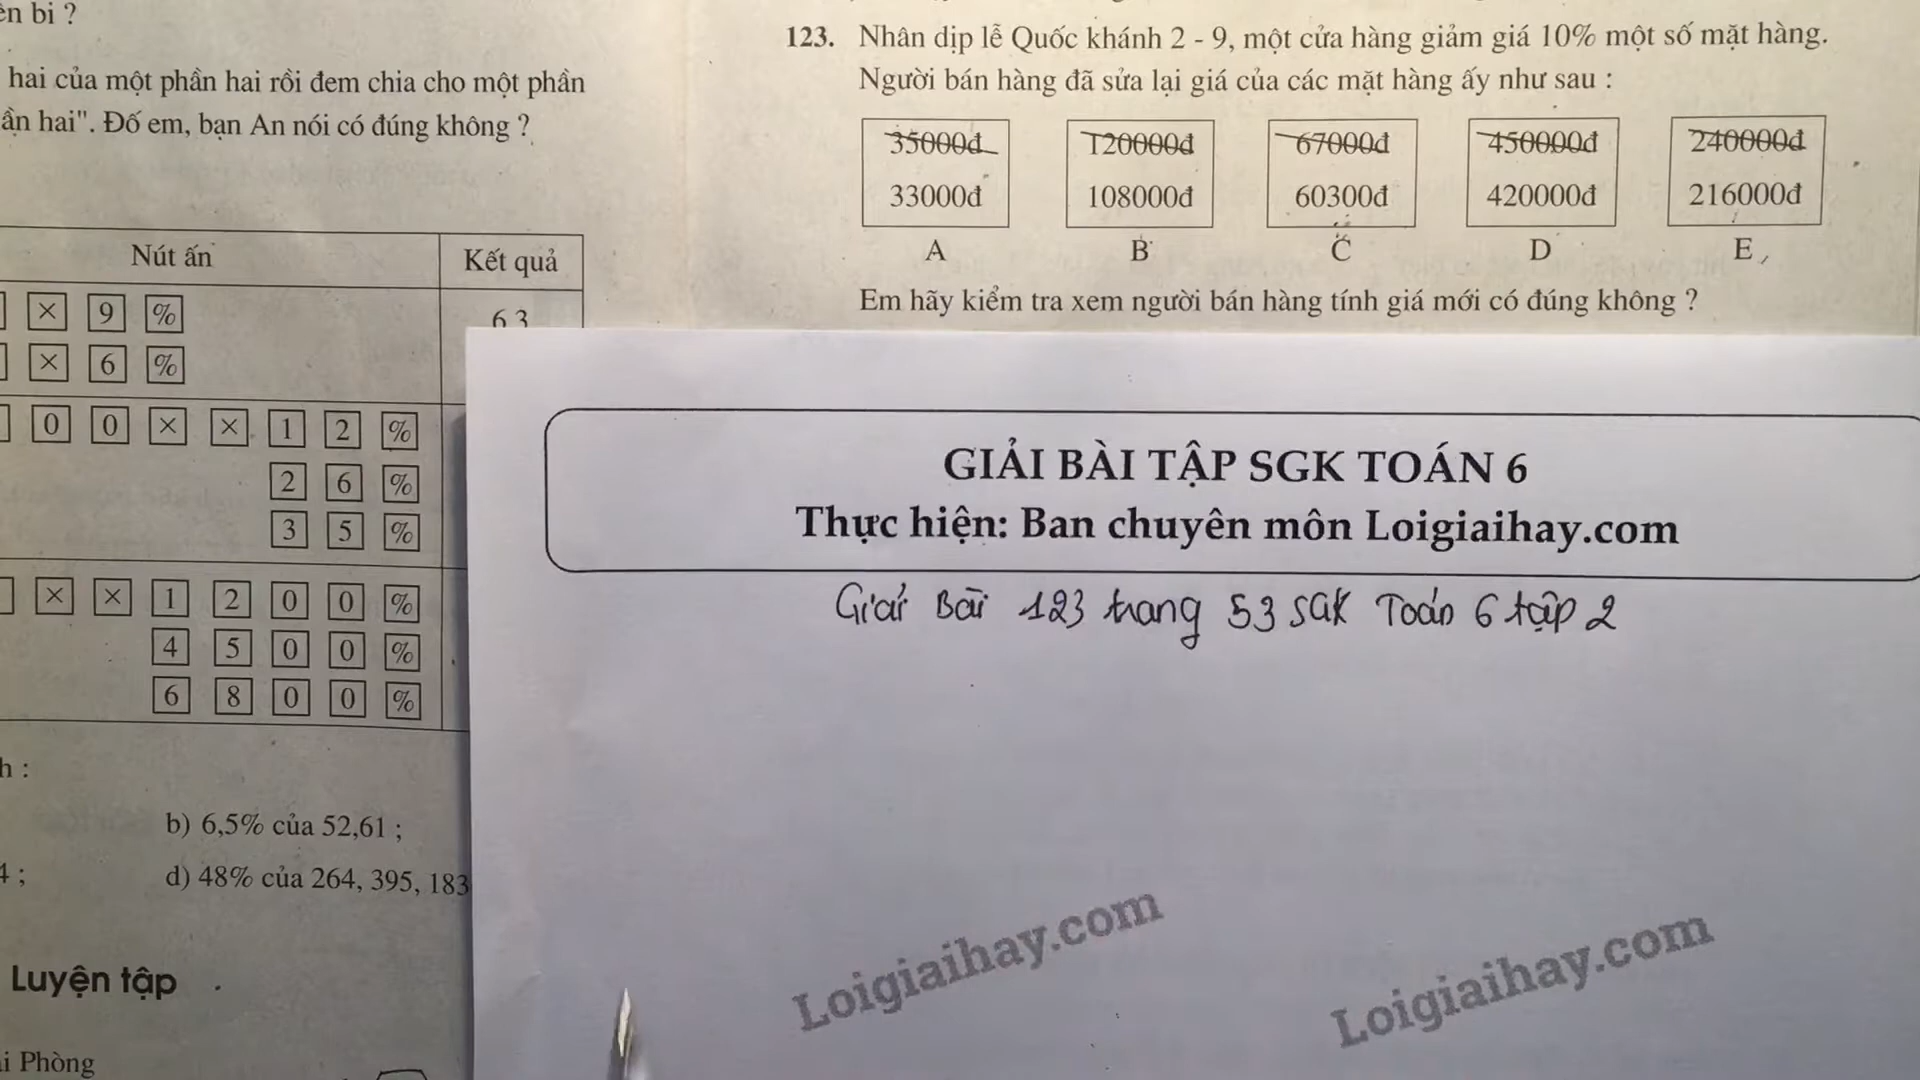 ên bi ?
hai của một phần hai rồi đem chia cho một phần
ần hai". Đố em, bạn An nói có đúng không ?
Nút ấn
Kết quả
× 9 %
6 3
× 6 %
0 0 × × 1 2 %
2 6 %
3 5 %
× × 1 2 0 0 %
4 5 0 0 %
6 8 0 0 %
h :
b) 6,5% của 52,61 ;
4 ;
d) 48% của 264, 395, 183
Luyện tập
i Phòng
123. Nhân dịp lễ Quốc khánh 2 - 9, một cửa hàng giảm giá 10% một số mặt hàng.
Người bán hàng đã sửa lại giá của các mặt hàng ấy như sau :
35000đ 120000đ 67000đ 450000đ 240000đ
33000đ 108000đ 60300đ 420000đ 216000đ
A B C D E
Em hãy kiểm tra xem người bán hàng tính giá mới có đúng không ?
GIẢI BÀI TẬP SGK TOÁN 6
Thực hiện: Ban chuyên môn Loigiaihay.com
Giải Bài 123 trang 53 SGK Toán 6 tập 2
Loigiaihay.com
Loigiaihay.com